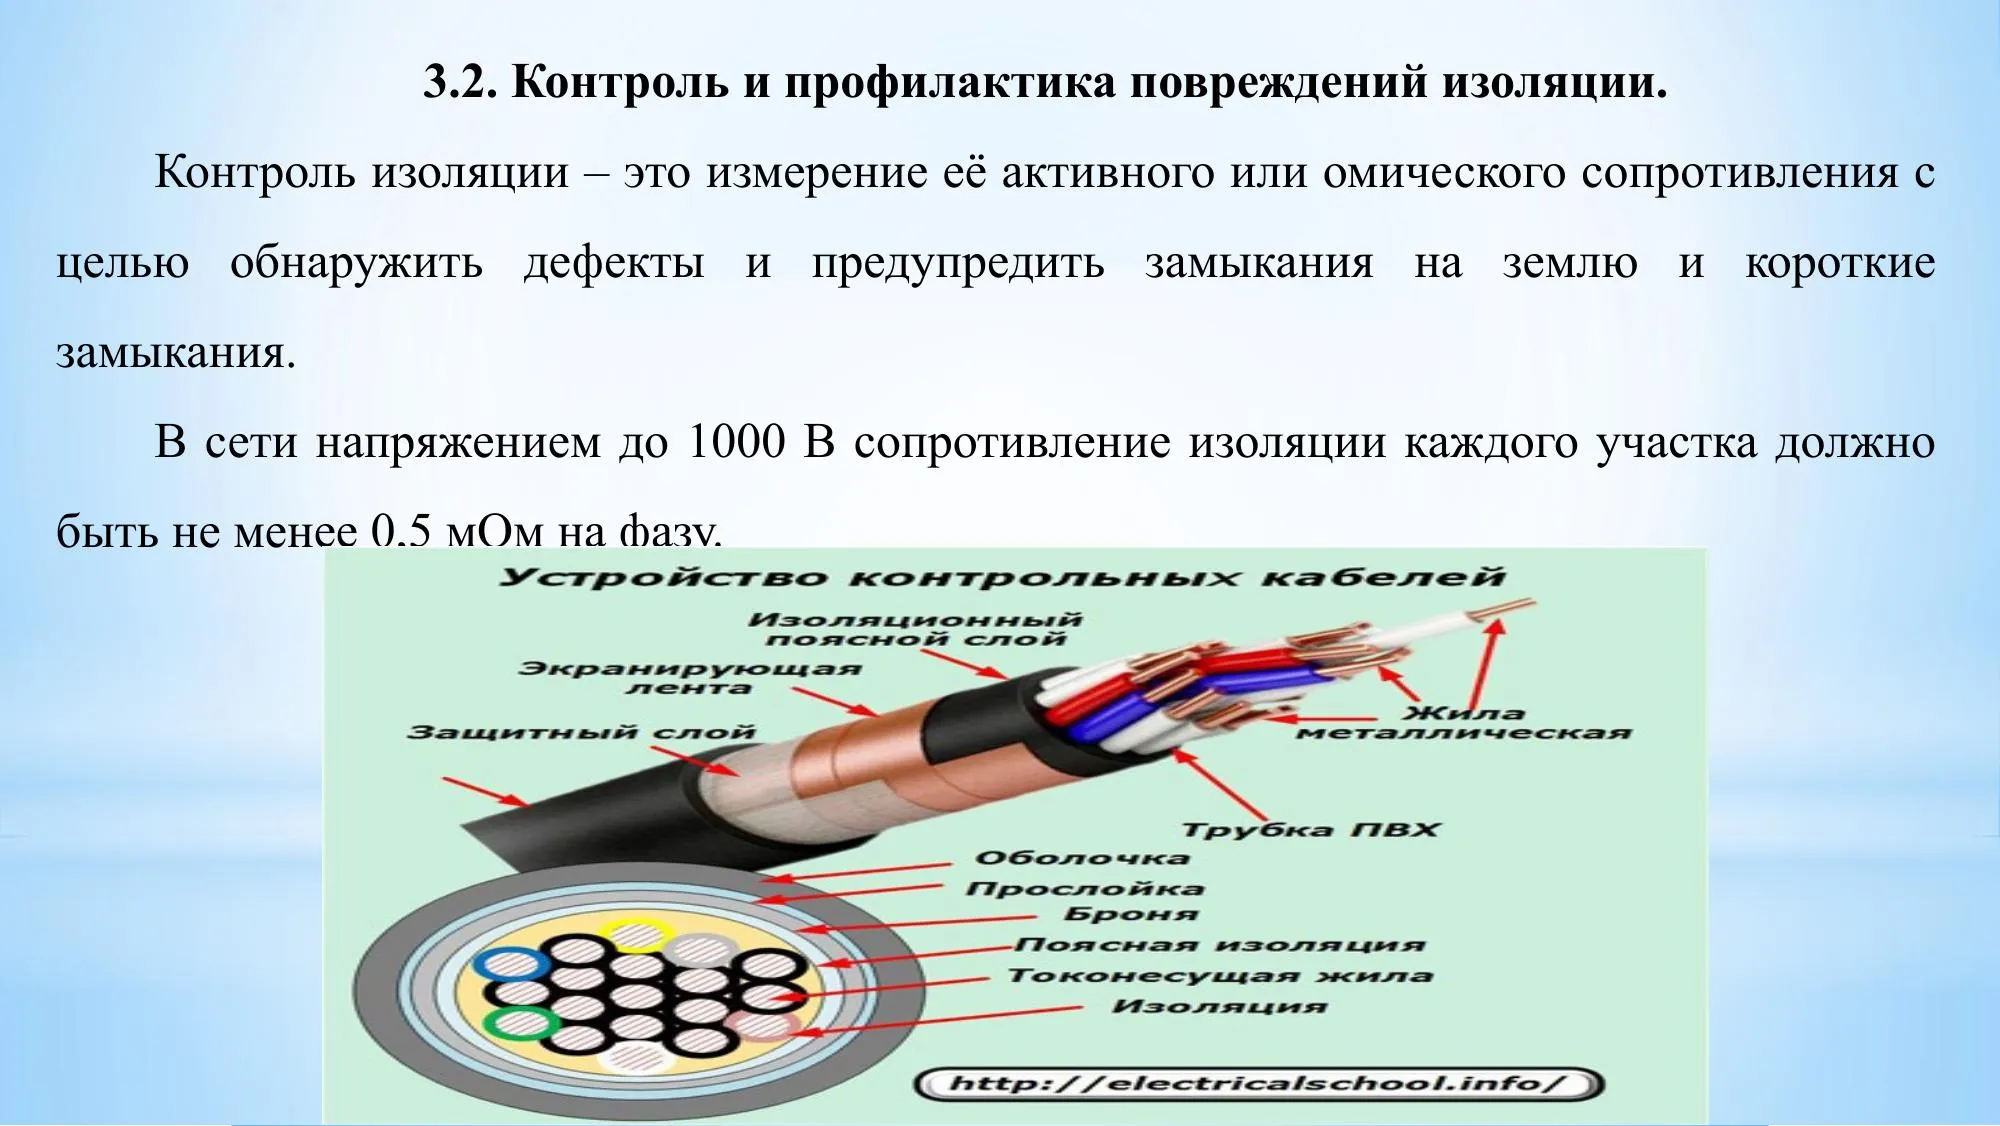 3.2. Контроль и профилактика повреждений изоляции.
Контроль изоляции – это измерение её активного или омического сопротивления с
целью обнаружить дефекты и предупредить замыкания на землю и короткие
замыкания.
В сети напряжением до 1000 В сопротивление изоляции каждого участка должно
быть не менее 0,5 мОм на фазу.
Устройство контрольных кабелей
Изоляционный
поясной слой
Экранирующая
лента
Защитный слой
Жила
металлическая
Трубка ПВХ
Оболочка
Прослойка
Броня
Поясная изоляция
Токонесущая жила
Изоляция
http://electricalschool.info/